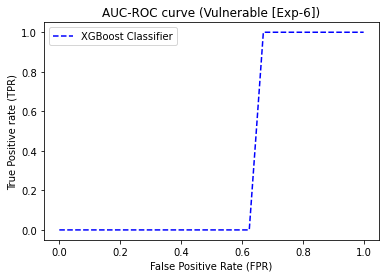 AUC-ROC curve (Vulnerable [Exp-6])
XGBoost Classifier
True Positive rate (TPR)
1.0
0.8
0.6
0.4
0.2
0.0
0.0 0.2 0.4 0.6 0.8 1.0
False Positive Rate (FPR)